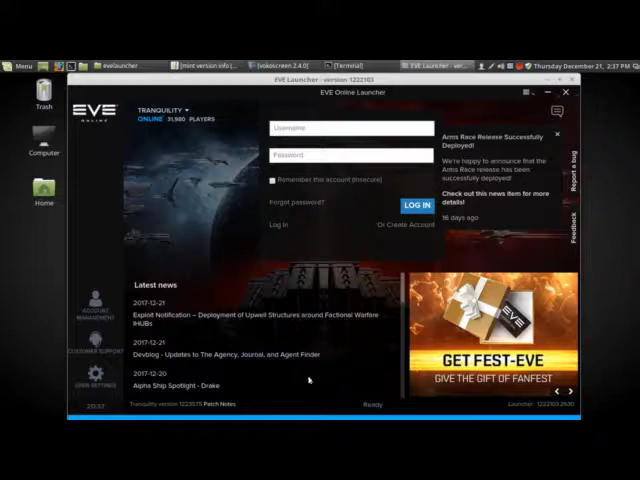 Menu
evelauncher
[mint version info (...
[vokoscreen 2.4.0]
[Terminal]
EVE Launcher - ver...
Thursday December 21, 2:37 PM
Trash
Computer
Home
EVE Launcher - version 1222103
EVE Online Launcher
EVE
ONLINE
TRANQUILITY
ONLINE 31,980 PLAYERS
Username
Password
Remember this account (insecure)
Forgot password?
LOG IN
Log In
Or Create Account
Arms Race Release Successfully
Deployed!
We're happy to announce that the
Arms Race release has been
successfully deployed!
Check out this news item for more
details!
16 days ago
Report a bug
Feedback
Latest news
2017-12-21
Exploit Notification – Deployment of Upwell Structures around Factional Warfare
IHUBs
2017-12-21
Devblog - Updates to The Agency, Journal, and Agent Finder
2017-12-20
Alpha Ship Spotlight - Drake
ACCOUNT
MANAGEMENT
CUSTOMER SUPPORT
OPEN SETTINGS
20:37
EVE
GET FEST-EVE
GIVE THE GIFT OF FANFEST
Tranquility version 1223575 Patch Notes
Ready
Launcher: 1222103.2530